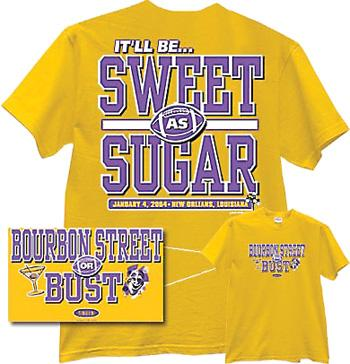 IT'LL BE...
SWEET
AS
SUGAR
JANUARY 4, 2004 • NEW ORLEANS, LOUISIANA
BOURBON STREET
OR
BUST
BOURBON STREET
OR
BUST